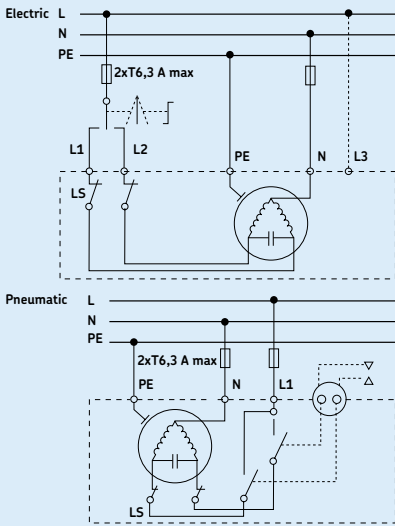 Electric L
N
PE
2xT6,3 A max
L1 L2 PE N L3
LS
Pneumatic L
N
PE
2xT6,3 A max
PE N L1
LS